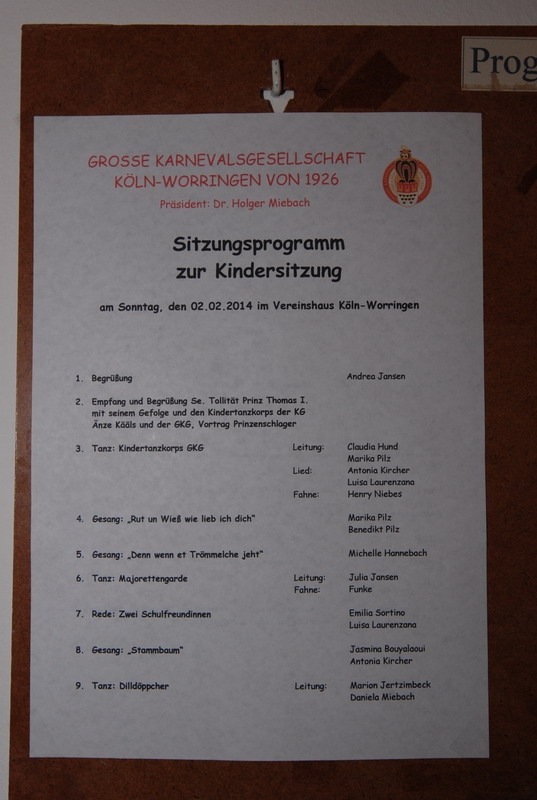 Prog
GROSSE KARNEVALSGESELLSCHAFT
KÖLN-WORRINGEN VON 1926
Präsident: Dr. Holger Miebach
Sitzungsprogramm
zur Kindersitzung
am Sonntag, den 02.02.2014 im Vereinshaus Köln-Worringen
1. Begrüßung Andrea Jansen
2. Empfang und Begrüßung Se. Tollität Prinz Thomas I.
mit seinem Gefolge und den Kindertanzkorps der KG
Änze Kääls und der GKG, Vortrag Prinzenschlager
3. Tanz: Kindertanzkorps GKG Leitung: Claudia Hund
Marika Pilz
Lied: Antonia Kircher
Luisa Laurenzana
Fahne: Henry Niebes
4. Gesang: „Rut un Wieß wie lieb ich dich“ Marika Pilz
Benedikt Pilz
5. Gesang: „Denn wenn et Trömmelche jeht“ Michelle Hannebach
6. Tanz: Majorettengarde Leitung: Julia Jansen
Fahne: Funke
7. Rede: Zwei Schulfreundinnen Emilia Sortino
Luisa Laurenzana
8. Gesang: „Stammbaum“ Jasmina Bouyalaoui
Antonia Kircher
9. Tanz: Dilldöppcher Leitung: Marion Jertzimbeck
Daniela Miebach